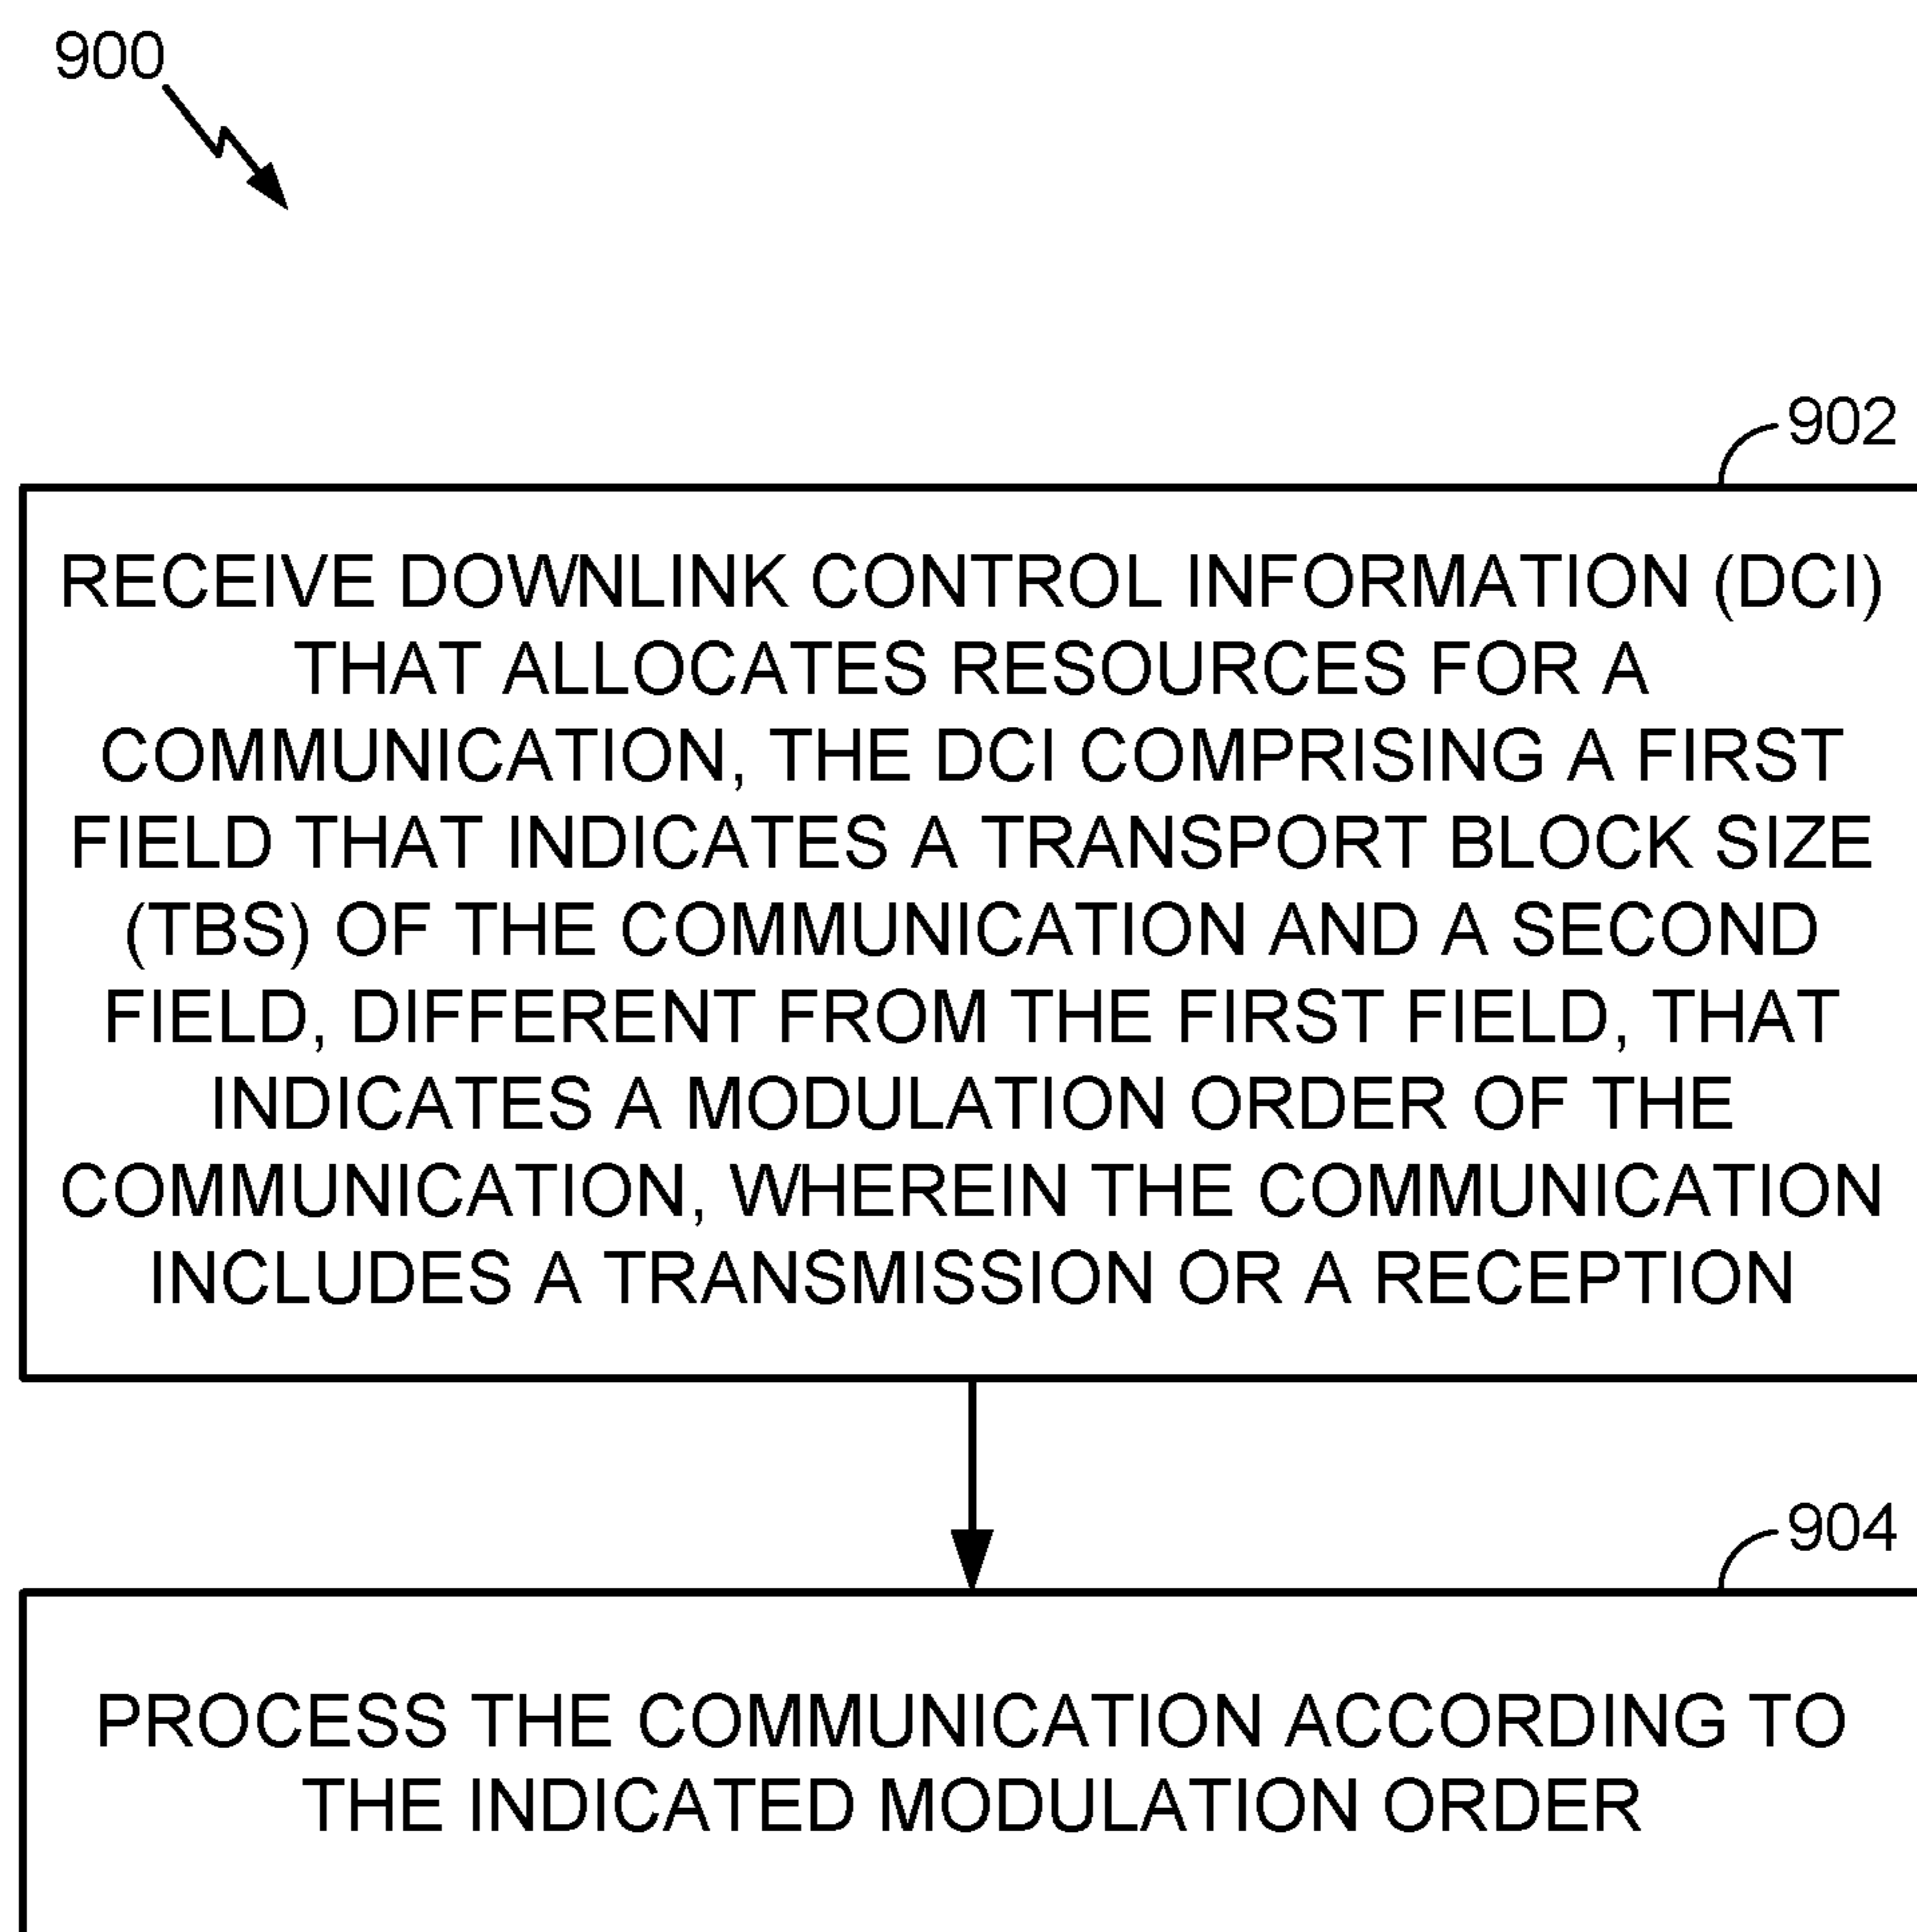 900
902
RECEIVE DOWNLINK CONTROL INFORMATION (DCI)
THAT ALLOCATES RESOURCES FOR A
COMMUNICATION, THE DCI COMPRISING A FIRST
FIELD THAT INDICATES A TRANSPORT BLOCK SIZE
(TBS) OF THE COMMUNICATION AND A SECOND
FIELD, DIFFERENT FROM THE FIRST FIELD, THAT
INDICATES A MODULATION ORDER OF THE
COMMUNICATION, WHEREIN THE COMMUNICATION
INCLUDES A TRANSMISSION OR A RECEPTION
904
PROCESS THE COMMUNICATION ACCORDING TO
THE INDICATED MODULATION ORDER